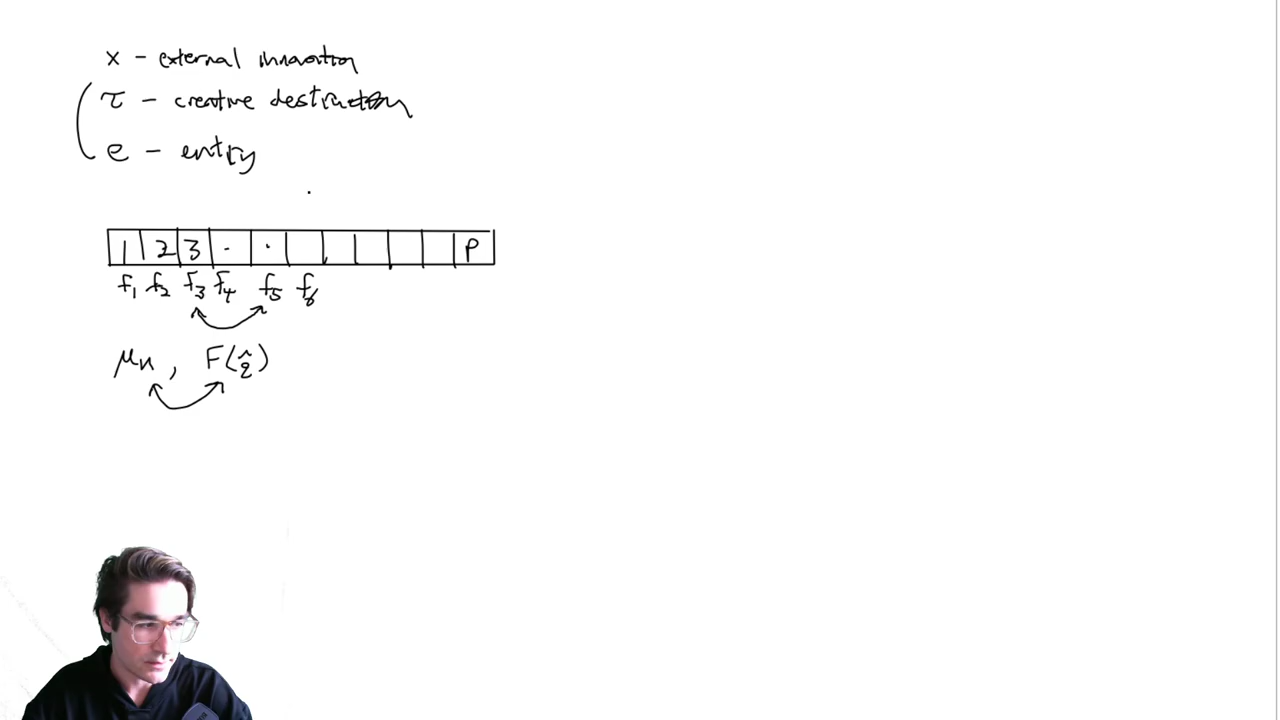 x - external innovation
τ - creative destruction
e - entry
1 2 3 . . P
f₁ f₂ f₃ f₄ f₅ f₆
μn, F(q̂)